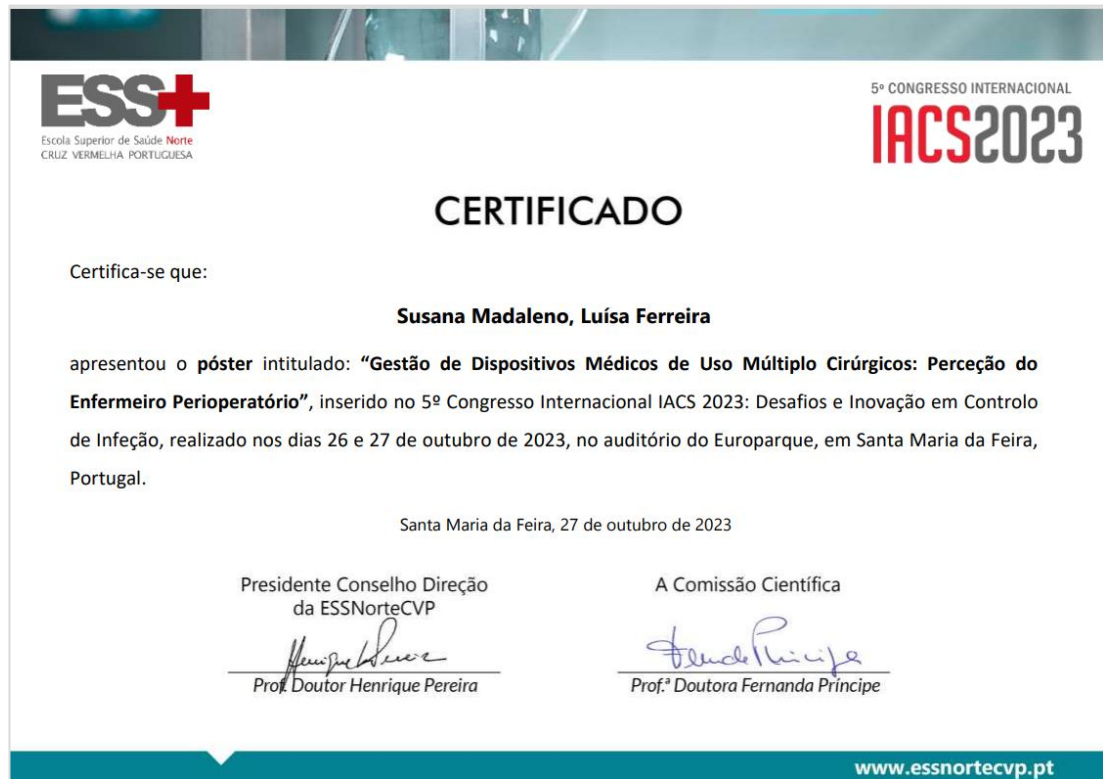 ESS+
Escola Superior de Saúde Norte
CRUZ VERMELHA PORTUGUESA
5º CONGRESSO INTERNACIONAL
IACS2023
CERTIFICADO
Certifica-se que:
Susana Madaleno, Luísa Ferreira
apresentou o póster intitulado: “Gestão de Dispositivos Médicos de Uso Múltiplo Cirúrgicos: Perceção do
Enfermeiro Perioperatório”, inserido no 5º Congresso Internacional IACS 2023: Desafios e Inovação em Controlo
de Infeção, realizado nos dias 26 e 27 de outubro de 2023, no auditório do Europarque, em Santa Maria da Feira,
Portugal.
Santa Maria da Feira, 27 de outubro de 2023
Presidente Conselho Direção
da ESSNorteCVP
Prof. Doutor Henrique Pereira
A Comissão Científica
Prof.ª Doutora Fernanda Príncipe
www.essnortecvp.pt